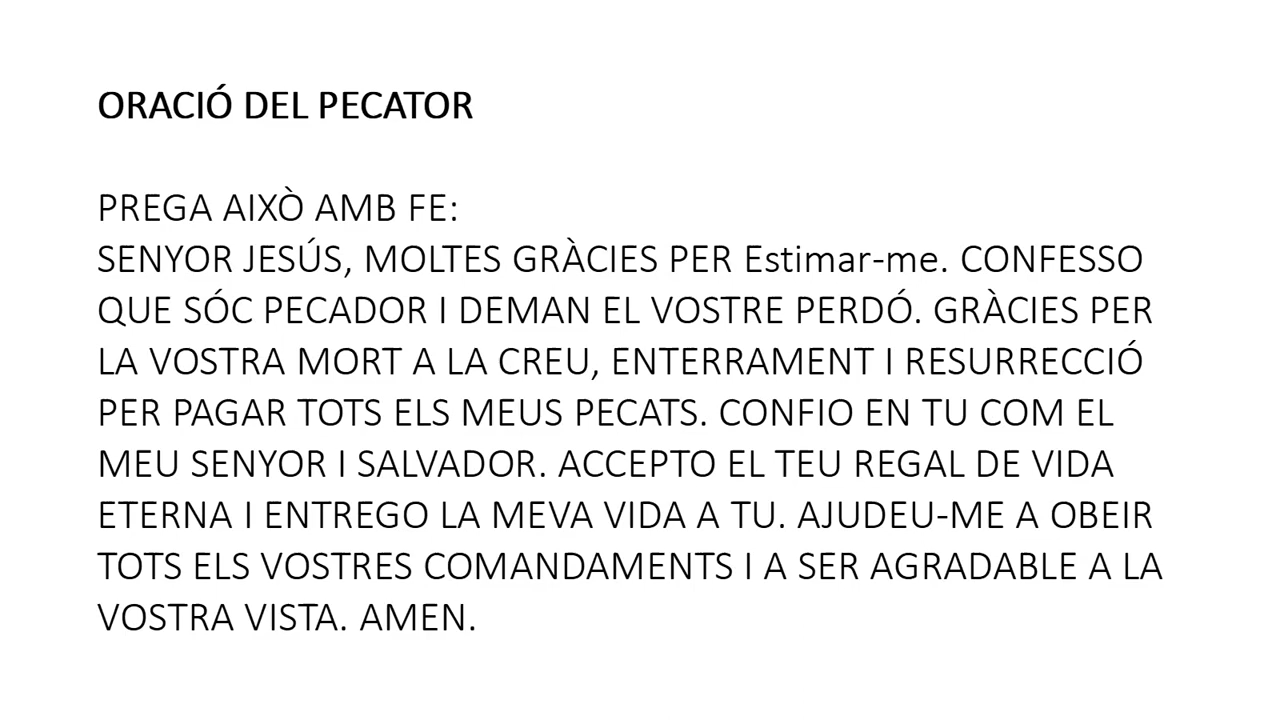 ORACIÓ DEL PECATOR
PREGA AIXÒ AMB FE:
SENYOR JESÚS, MOLTES GRÀCIES PER Estimar-me. CONFESSO
QUE SÓC PECADOR I DEMAN EL VOSTRE PERDÓ. GRÀCIES PER
LA VOSTRA MORT A LA CREU, ENTERRAMENT I RESURRECCIÓ
PER PAGAR TOTS ELS MEUS PECATS. CONFIO EN TU COM EL
MEU SENYOR I SALVADOR. ACCEPTO EL TEU REGAL DE VIDA
ETERNA I ENTREGO LA MEVA VIDA A TU. AJUDEU-ME A OBEIR
TOTS ELS VOSTRES COMANDAMENTS I A SER AGRADABLE A LA
VOSTRA VISTA. AMEN.